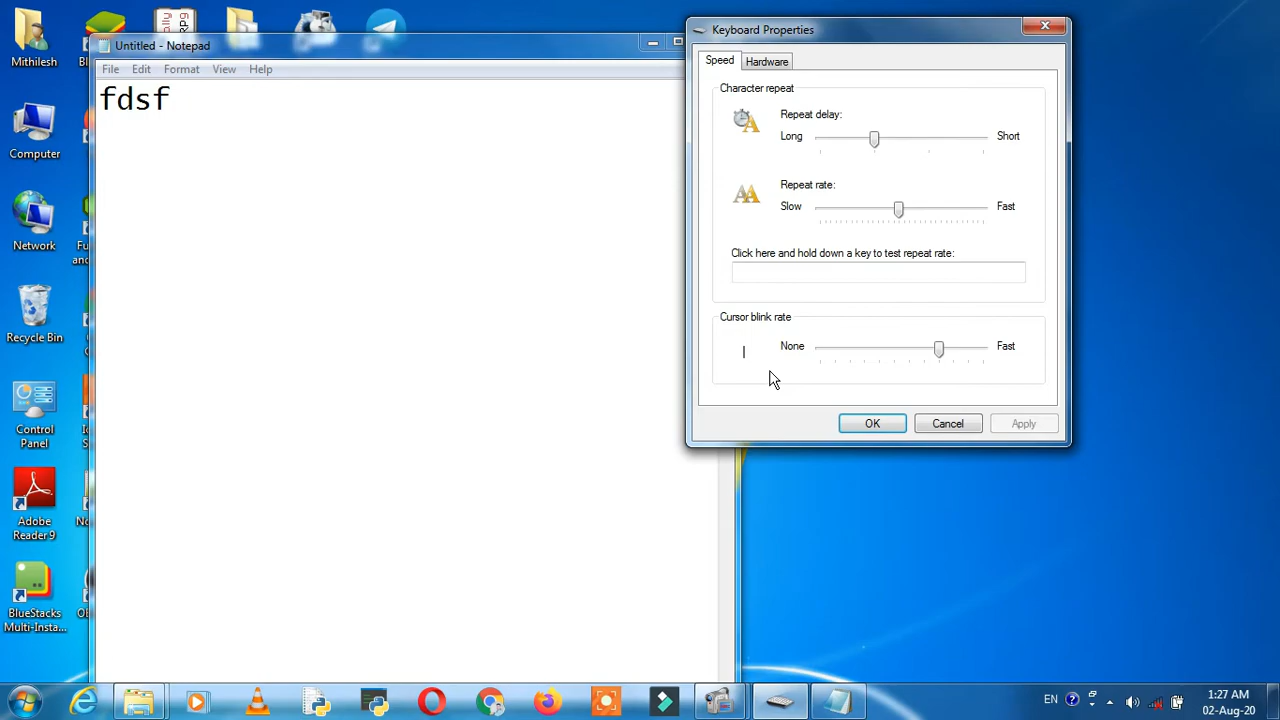 Mithilesh
Computer
Network
Recycle Bin
Control
Panel
Adobe
Reader 9
BlueStacks
Multi-Insta...
Untitled - Notepad
File Edit Format View Help
fdsf
Keyboard Properties
Speed Hardware
Character repeat
Repeat delay:
Long Short
Repeat rate:
Slow Fast
Click here and hold down a key to test repeat rate:
Cursor blink rate
None Fast
OK Cancel Apply
EN
1:27 AM
02-Aug-20